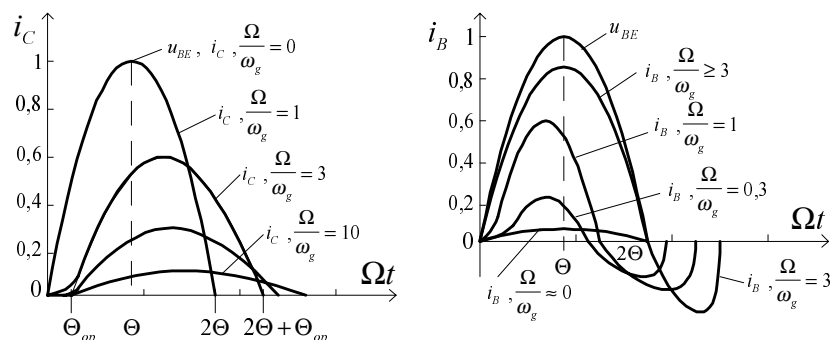 i_C
u_BE , i_C , Ω/ω_g = 0
1
i_C , Ω/ω_g = 1
0,8
0,6
i_C , Ω/ω_g = 3
0,4
i_C , Ω/ω_g = 10
0,2
Ωt
0
Θ_op Θ 2Θ 2Θ + Θ_op
i_B
u_BE
1
i_B , Ω/ω_g ≥ 3
0,8
i_B , Ω/ω_g = 1
0,6
0,4
i_B , Ω/ω_g = 0,3
0,2
Ωt
0
Θ 2Θ
i_B , Ω/ω_g ≈ 0
i_B , Ω/ω_g = 3